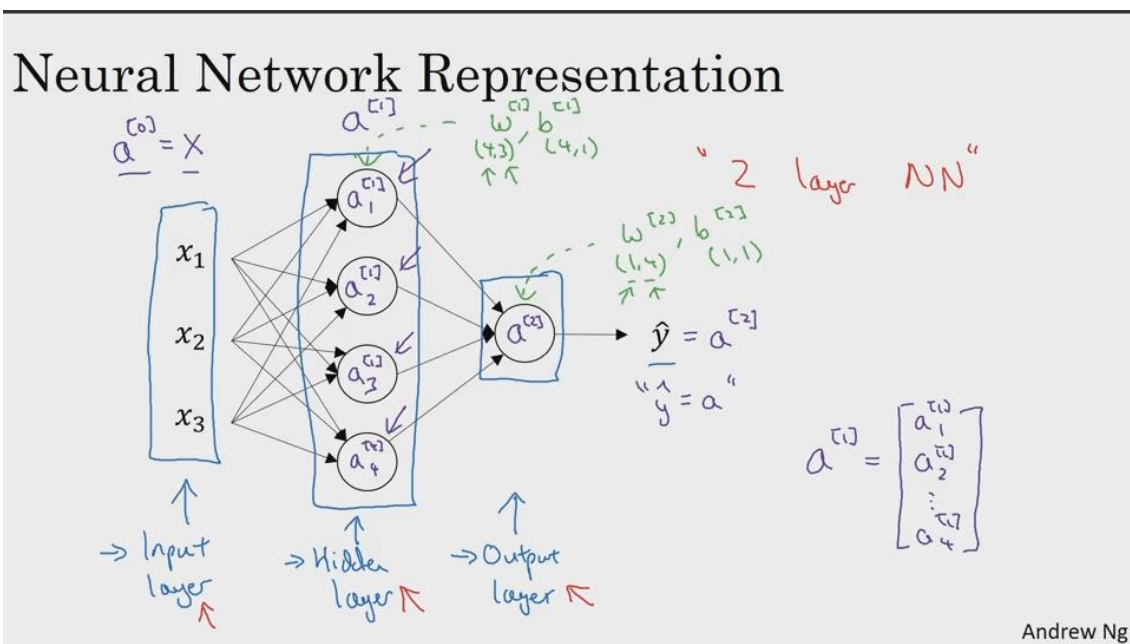 Neural Network Representation
a^[0] = X
a^[1]
w^[1], b^[1]
(4,3) (4,1)
"2 layer NN"
x₁
x₂
x₃
a₁^[1]
a₂^[1]
a₃^[1]
a₄^[4]
w^[2], b^[2]
(1,4) (1,1)
a^[2]
ŷ = a^[2]
"ŷ = a"
a^[1] = [a₁^[1]
a₂^[1]
...
a₄^[1]]
→ Input layer
→ Hidden layer
→ Output layer
Andrew Ng